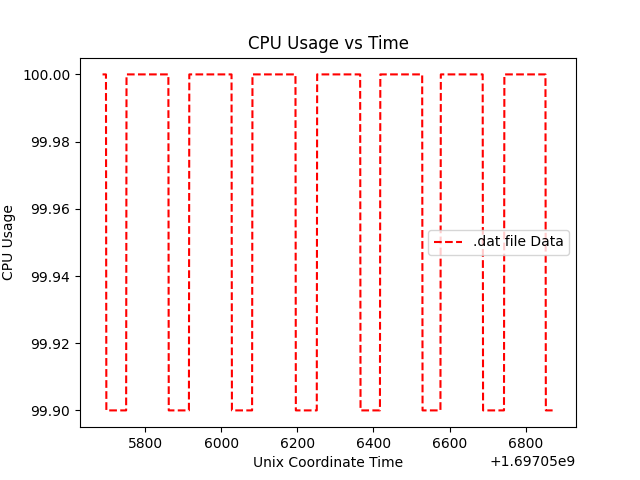 CPU Usage vs Time
100.00
99.98
99.96
99.94
99.92
99.90
CPU Usage
.dat file Data
5800 6000 6200 6400 6600 6800
Unix Coordinate Time
+1.69705e9